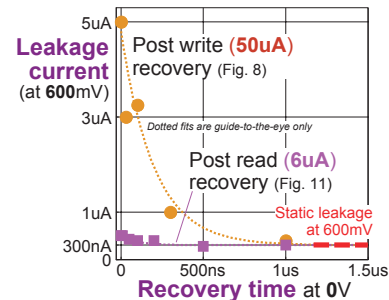 5uA
Leakage
current
(at 600mV)
3uA
1uA
300nA
0
Post write (50uA)
recovery (Fig. 8)
Dotted fits are guide-to-the-eye only
Post read (6uA)
recovery (Fig. 11)
Static leakage
at 600mV
0 500ns 1us 1.5us
Recovery time at 0V